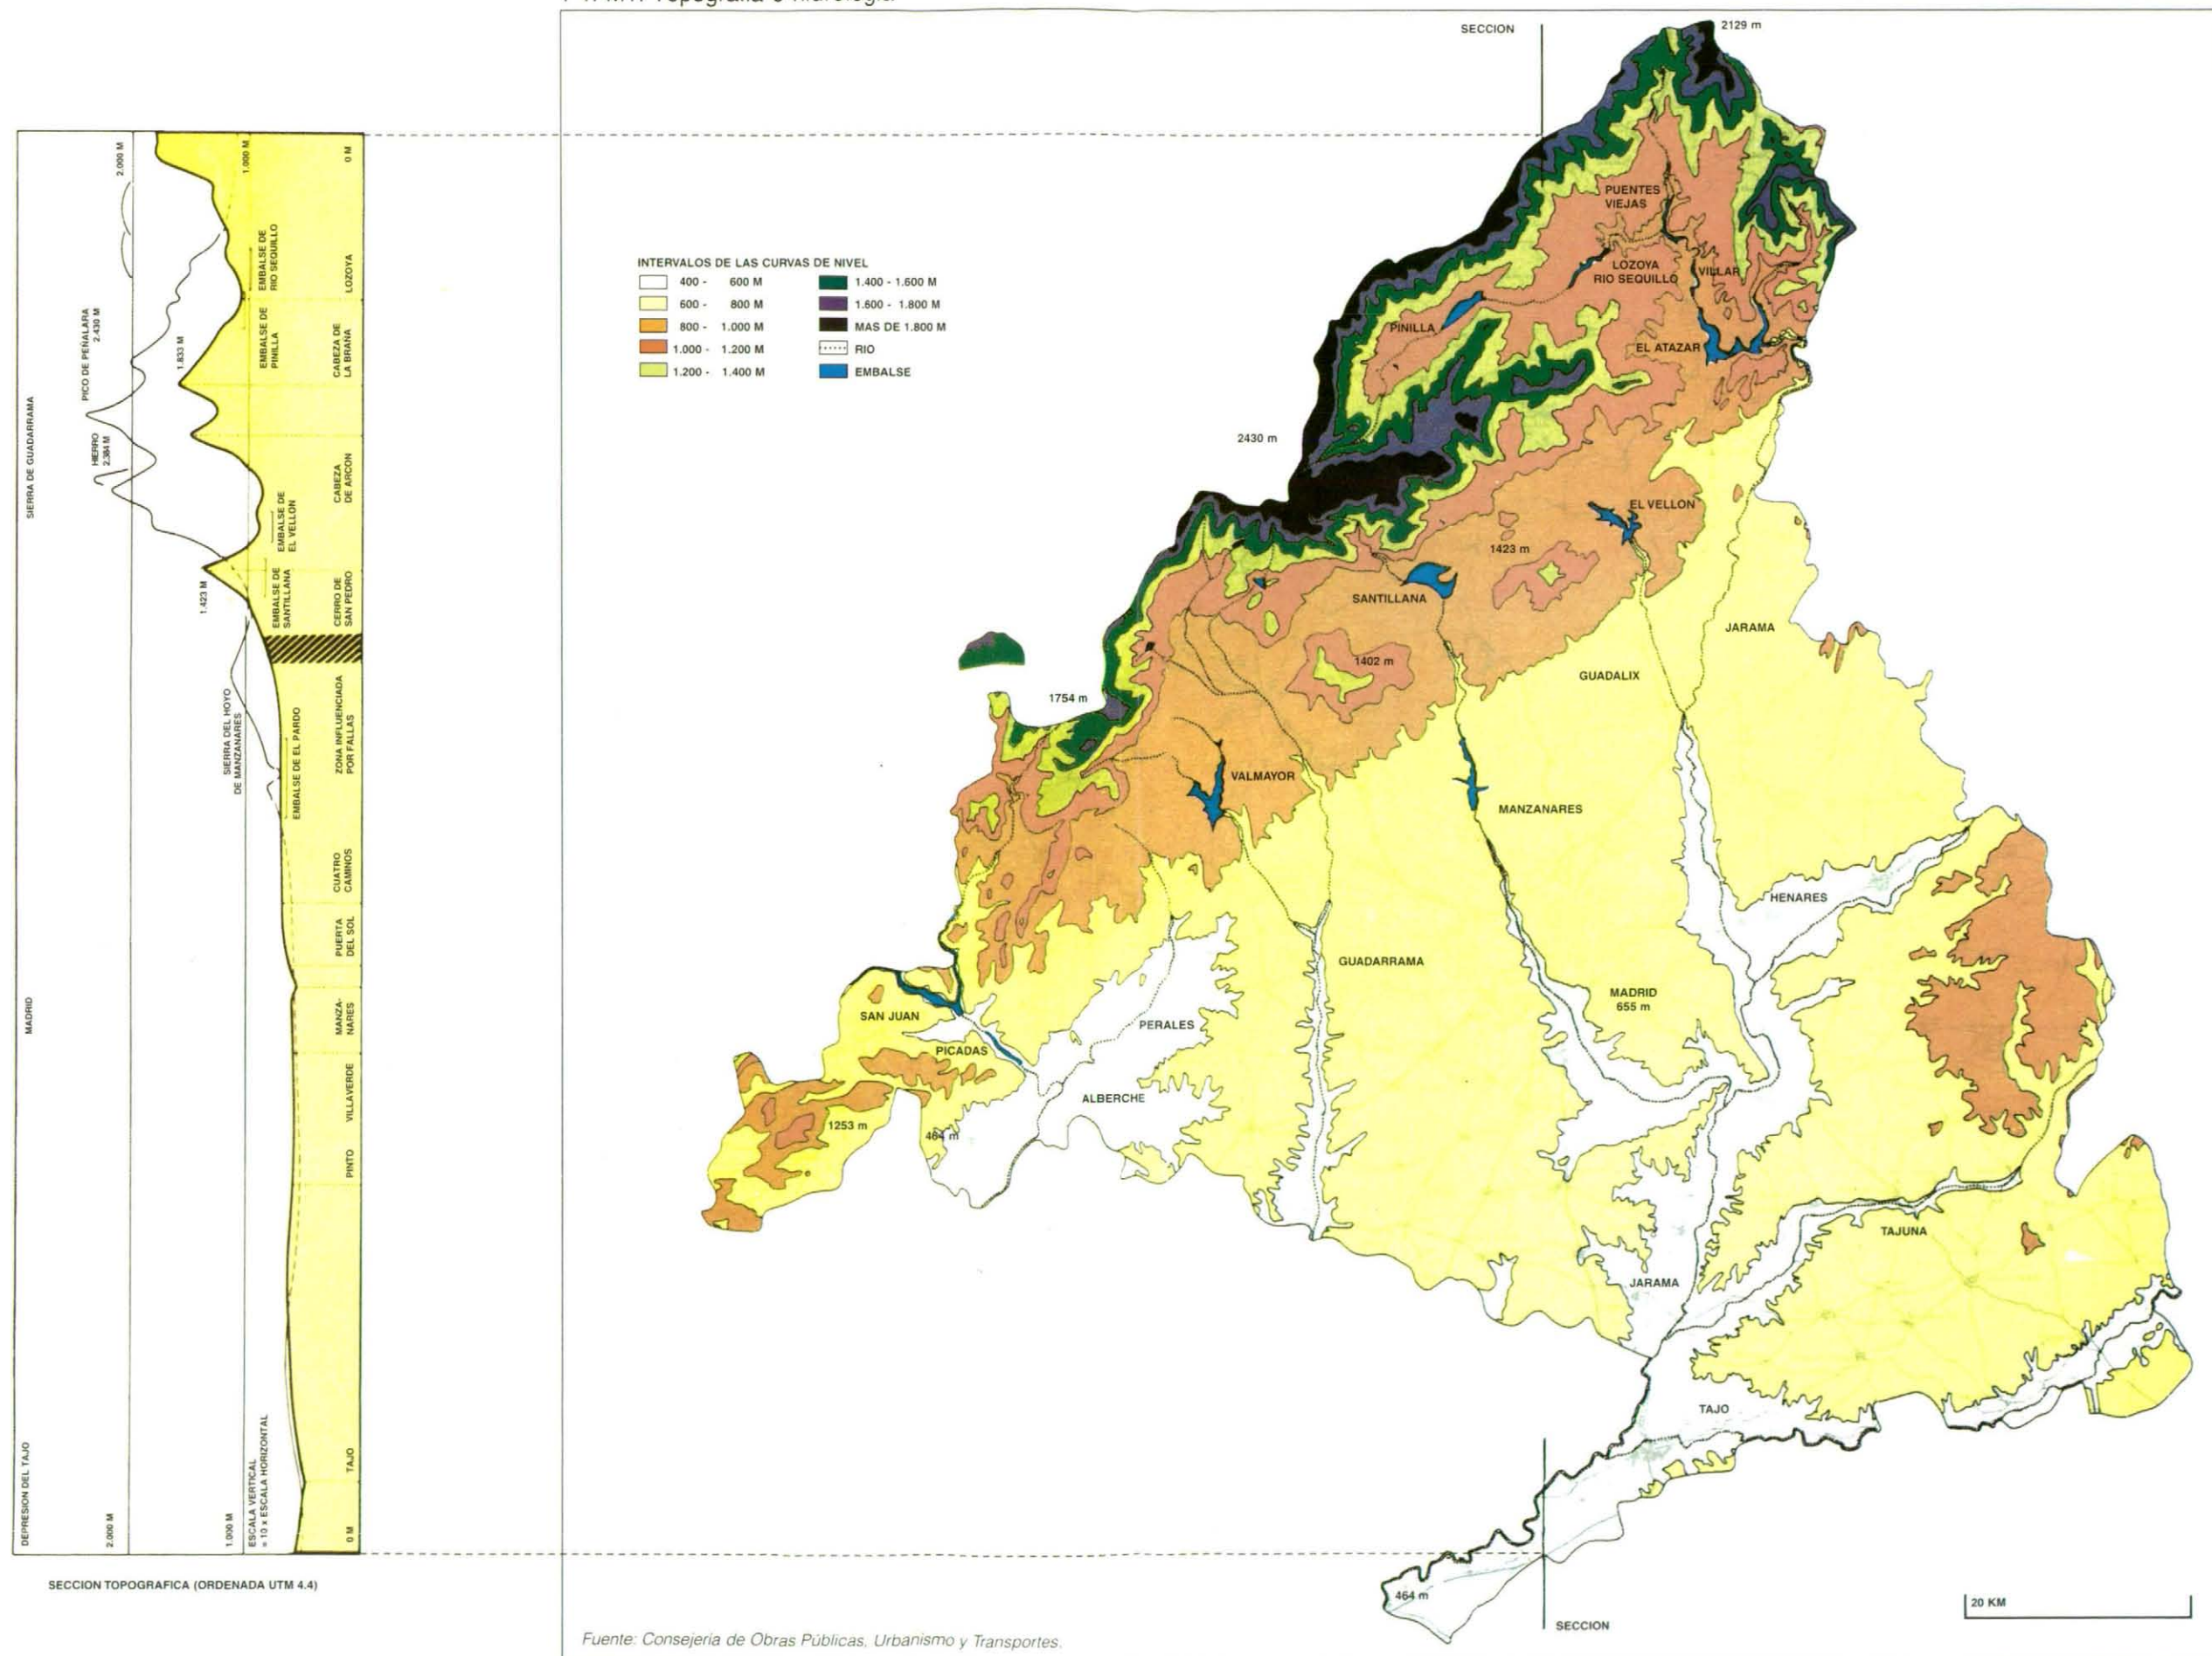 Topografía e hidrología
SECCION
2129 m
INTERVALOS DE LAS CURVAS DE NIVEL
400 - 600 M
600 - 800 M
800 - 1.000 M
1.000 - 1.200 M
1.200 - 1.400 M
1.400 - 1.600 M
1.600 - 1.800 M
MAS DE 1.800 M
RIO
EMBALSE
PUENTES
VIEJAS
LOZOYA
RIO SEQUILLO
VILLAR
PINILLA
EL ATAZAR
2430 m
EL VELLON
1423 m
SANTILLANA
JARAMA
1402 m
GUADALIX
1754 m
VALMAYOR
MANZANARES
HENARES
GUADARRAMA
MADRID
655 m
SAN JUAN
PERALES
PICADAS
ALBERCHE
1253 m
464 m
TAJUNA
JARAMA
TAJO
464 m
SECCION
20 KM
SIERRA DE GUADARRAMA
MADRID
DEPRESION DEL TAJO
2.000 M
1.000 M
0 M
PICO DE PEÑALARA
2.430 M
HIERRO
2.384 M
1.833 M
1.423 M
EMBALSE DE
RIO SEQUILLO
LOZOYA
EMBALSE DE
PINILLA
CABEZA DE
LA BRAÑA
CABEZA
DE ARCON
EMBALSE DE
EL VELLON
EMBALSE DE
SANTILLANA
CERRO DE
SAN PEDRO
SIERRA DEL HOYO
DE MANZANARES
EMBALSE DE EL PARDO
ZONA INFLUENCIADA
POR FALLAS
CUATRO
CAMINOS
PUERTA
DEL SOL
MANZA-
NARES
VILLAVERDE
PINTO
TAJO
2.000 M
1.000 M
ESCALA VERTICAL
= 10 x ESCALA HORIZONTAL
0 M
SECCION TOPOGRAFICA (ORDENADA UTM 4.4)
Fuente: Consejería de Obras Públicas, Urbanismo y Transportes.